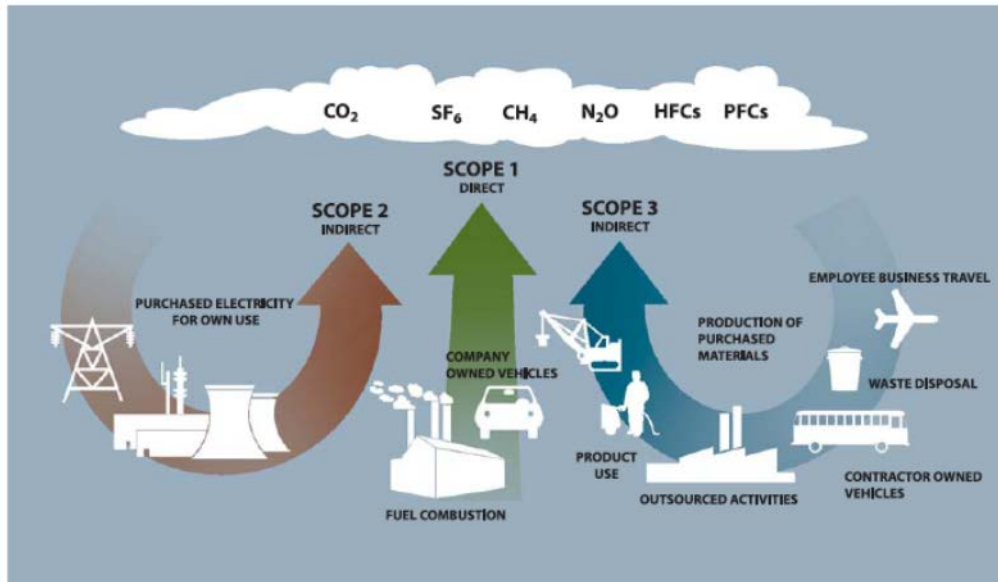 CO₂ SF₆ CH₄ N₂O HFCs PFCs
SCOPE 1
DIRECT
SCOPE 2
INDIRECT
SCOPE 3
INDIRECT
PURCHASED ELECTRICITY
FOR OWN USE
COMPANY
OWNED VEHICLES
FUEL COMBUSTION
PRODUCT
USE
OUTSOURCED ACTIVITIES
PRODUCTION OF
PURCHASED
MATERIALS
EMPLOYEE BUSINESS TRAVEL
WASTE DISPOSAL
CONTRACTOR OWNED
VEHICLES